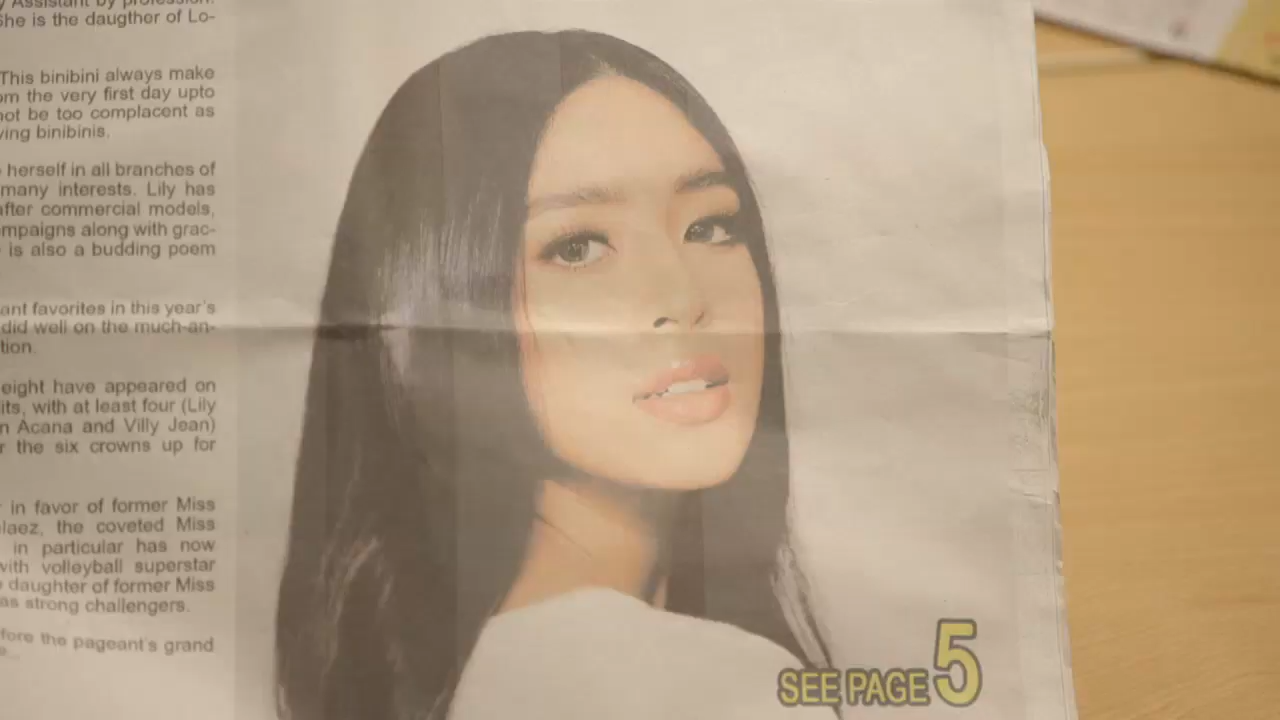 Assistant by profession.
She is the daugther of Lo-
This binibini always make
om the very first day upto
not be too complacent as
ving binibinis.
herself in all branches of
many interests. Lily has
after commercial models,
mpaigns along with grac-
is also a budding poem
ant favorites in this year's
did well on the much-an-
tion.
eight have appeared on
its, with at least four (Lily
n Acana and Villy Jean)
r the six crowns up for
in favor of former Miss
laez, the coveted Miss
in particular has now
with volleyball superstar
daughter of former Miss
as strong challengers.
fore the pageant's grand
SEE PAGE 5